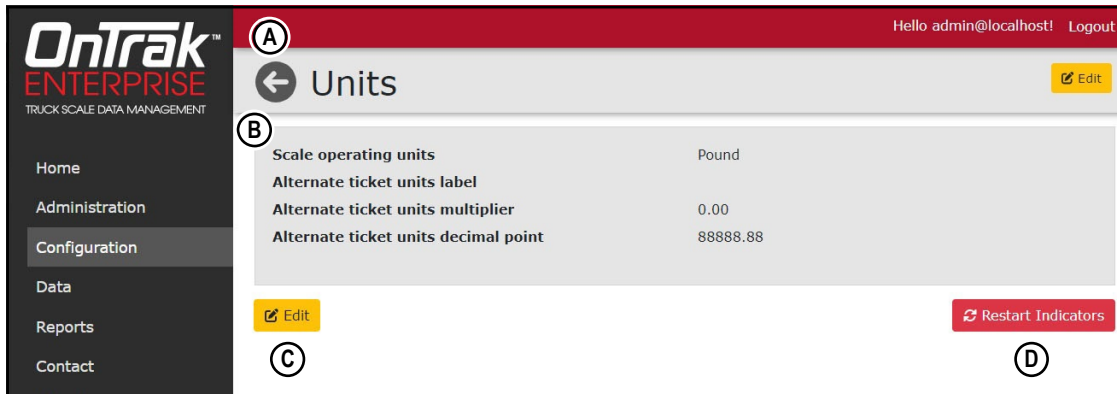 OnTrak™
ENTERPRISE
TRUCK SCALE DATA MANAGEMENT
Home
Administration
Configuration
Data
Reports
Contact
Hello admin@localhost! Logout
A
Units
Edit
B
Scale operating units Pound
Alternate ticket units label
Alternate ticket units multiplier 0.00
Alternate ticket units decimal point 88888.88
Edit
Restart Indicators
C
D